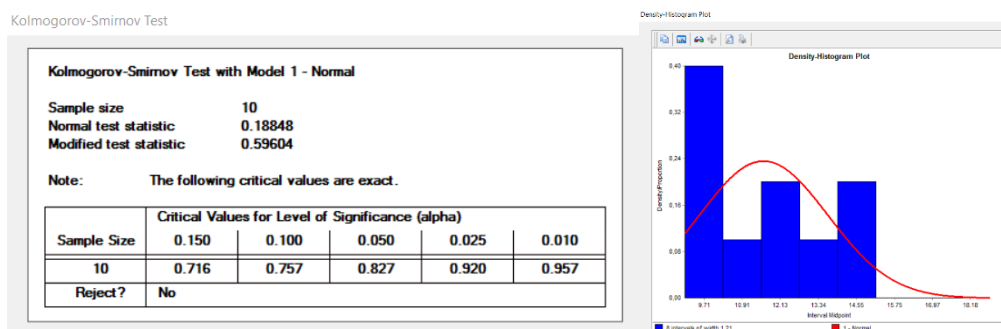 Kolmogorov-Smirnov Test
Kolmogorov-Smirnov Test with Model 1 - Normal
Sample size 10
Normal test statistic 0.18848
Modified test statistic 0.59604
Note: The following critical values are exact.
Critical Values for Level of Significance (alpha)
Sample Size 0.150 0.100 0.050 0.025 0.010
10 0.716 0.757 0.827 0.920 0.957
Reject? No
Density-Histogram Plot
Density-Histogram Plot
0,40
0,32
0,24
0,16
0,08
0,00
Density/Proportion
9.71 10.91 12.13 13.34 14.55 15.75 16.97 18.18
Interval Midpoint
8 intervals of width 1,21 1 - Normal